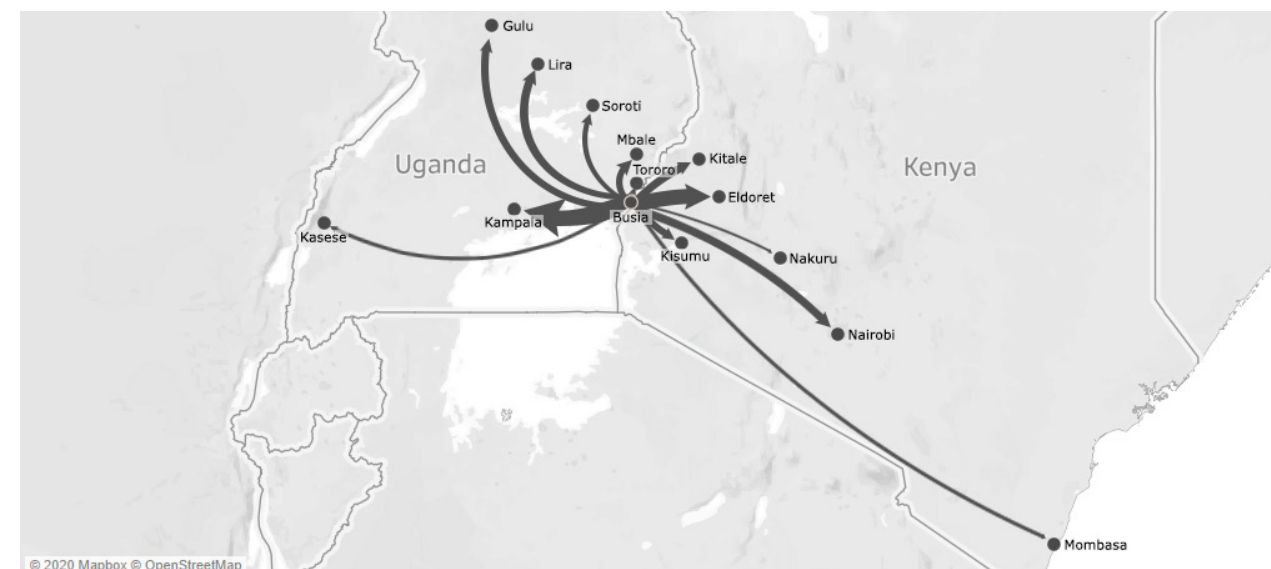 Gulu
Lira
Soroti
Mbale
Uganda
Kitale
Kenya
Tororo
Eldoret
Kampala
Busia
Kasese
Kisumu
Nakuru
Nairobi
Mombasa
© 2020 Mapbox © OpenStreetMap